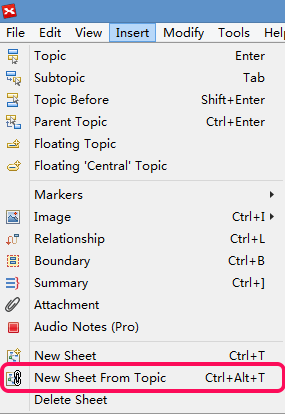 File Edit View Insert Modify Tools Hel
Topic Enter
Subtopic Tab
Topic Before Shift+Enter
Parent Topic Ctrl+Enter
Floating Topic
Floating 'Central' Topic
Markers
Image Ctrl+I
Relationship Ctrl+L
Boundary Ctrl+B
Summary Ctrl+]
Attachment
Audio Notes (Pro)
New Sheet Ctrl+T
New Sheet From Topic Ctrl+Alt+T
Delete Sheet